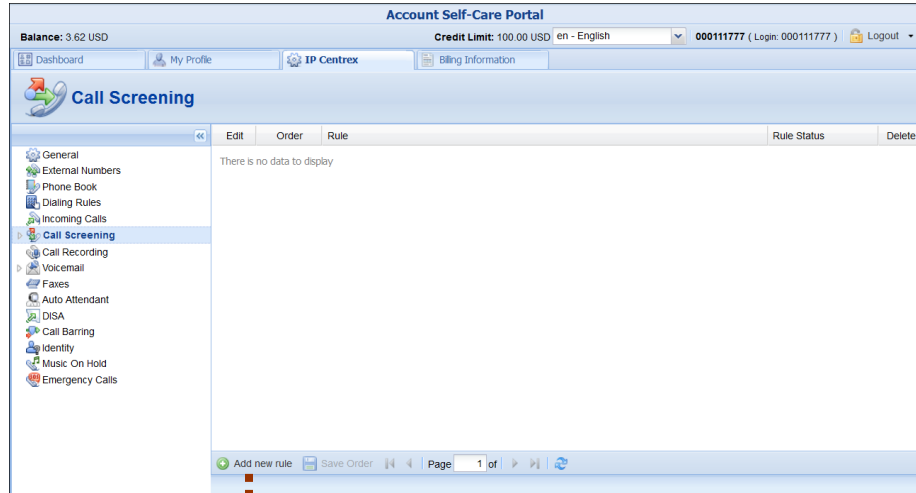 Account Self-Care Portal
Balance: 3.62 USD Credit Limit: 100.00 USD en - English 000111777 ( Login: 000111777 ) Logout
Dashboard My Profile IP Centrex Billing Information
Call Screening
Edit Order Rule Rule Status Delete
There is no data to display
General
External Numbers
Phone Book
Dialing Rules
Incoming Calls
Call Screening
Call Recording
Voicemail
Faxes
Auto Attendant
DISA
Call Barring
Identity
Music On Hold
Emergency Calls
Add new rule Save Order Page 1 of